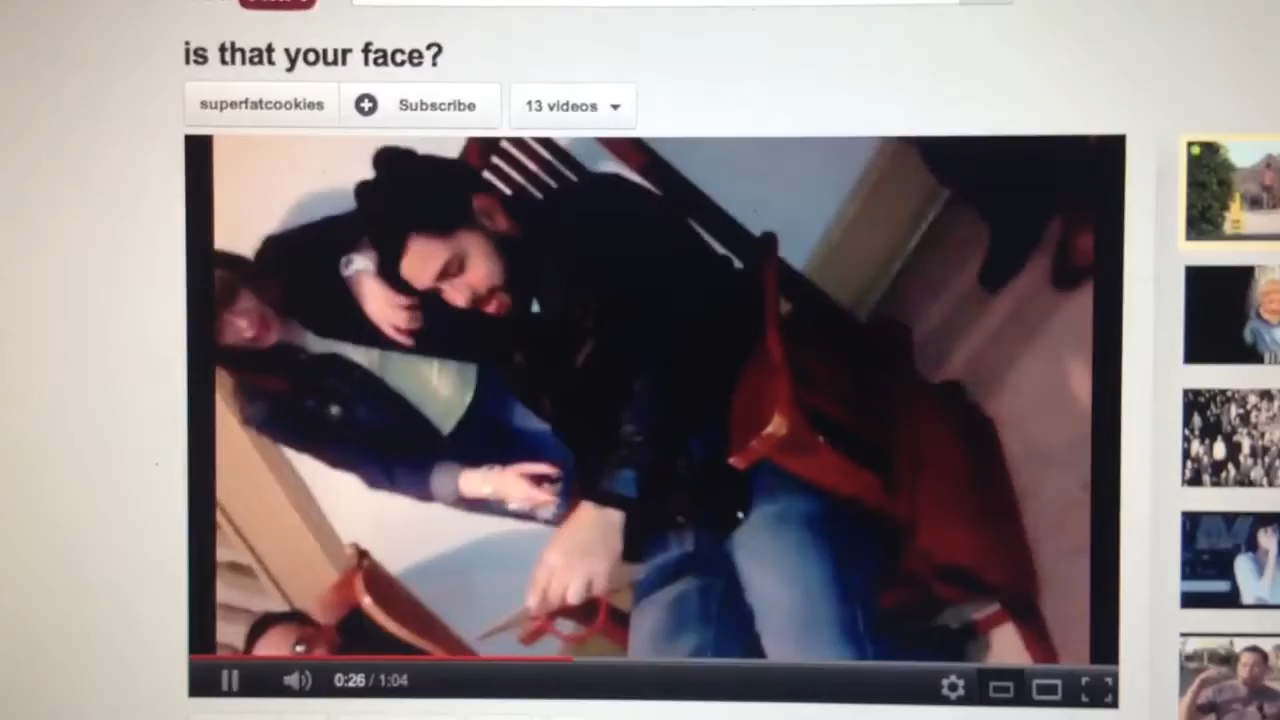 is that your face?
superfatcookies Subscribe 13 videos
0:26 / 1:04